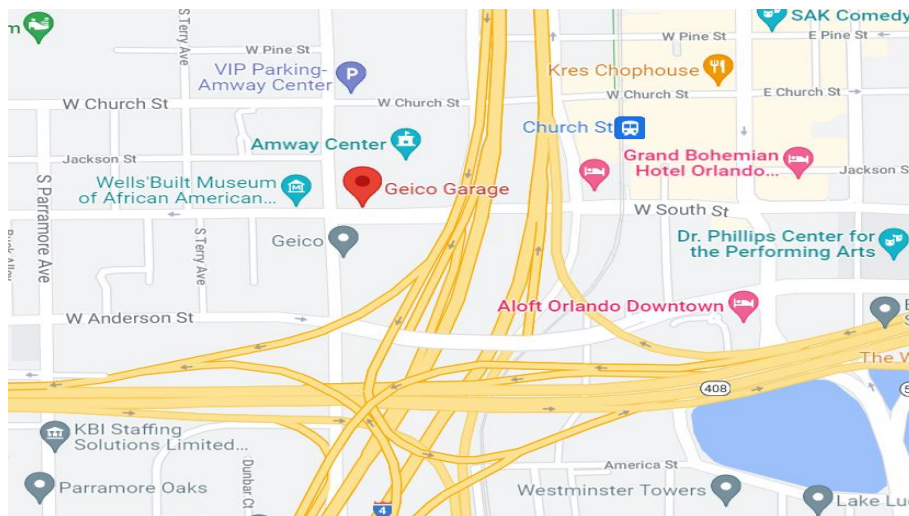 m
S Terry Ave
SAK Comedy
W Pine St
W Pine St
E Pine St
VIP Parking-
Amway Center
Kres Chophouse
W Church St
W Church St
W Church St
E Church St
Church St
Amway Center
Jackson St
Grand Bohemian
Hotel Orlando...
Jackson St
Wells'Built Museum
of African American...
Geico Garage
S Parramore Ave
W South St
Geico
S Terry Ave
Dr. Phillips Center for
the Performing Arts
W Anderson St
Aloft Orlando Downtown
The W
408
5
KBI Staffing
Solutions Limited...
America St
Dunbar Ct
Parramore Oaks
Westminster Towers
4
Lake Lu